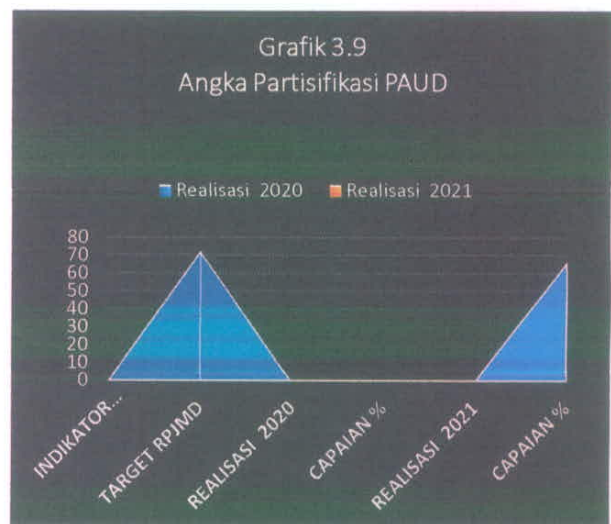 Grafik 3.9
Angka Partisifikasi PAUD
Realisasi 2020 Realisasi 2021
80
70
60
50
40
30
20
10
0
INDIKATOR...
TARGET RPJMD
REALISASI 2020
CAPAIAN %
REALISASI 2021
CAPAIAN %